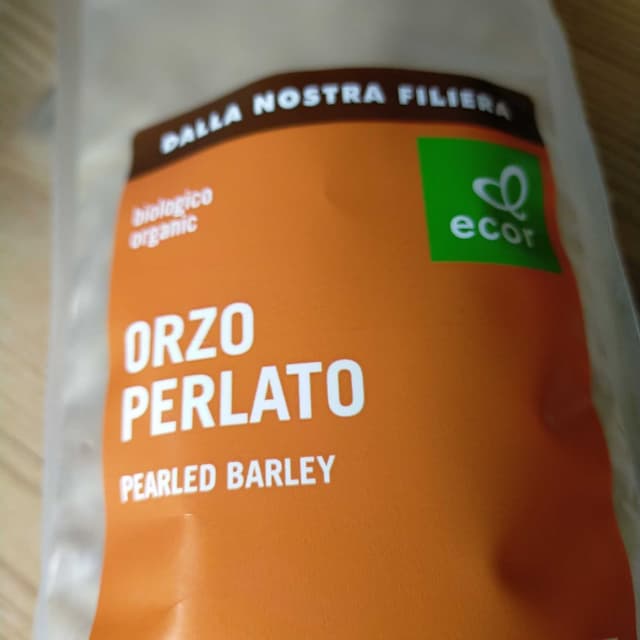 DALLA NOSTRA FILIERA
biologico
organic
ecor
ORZO
PERLATO
PEARLED BARLEY